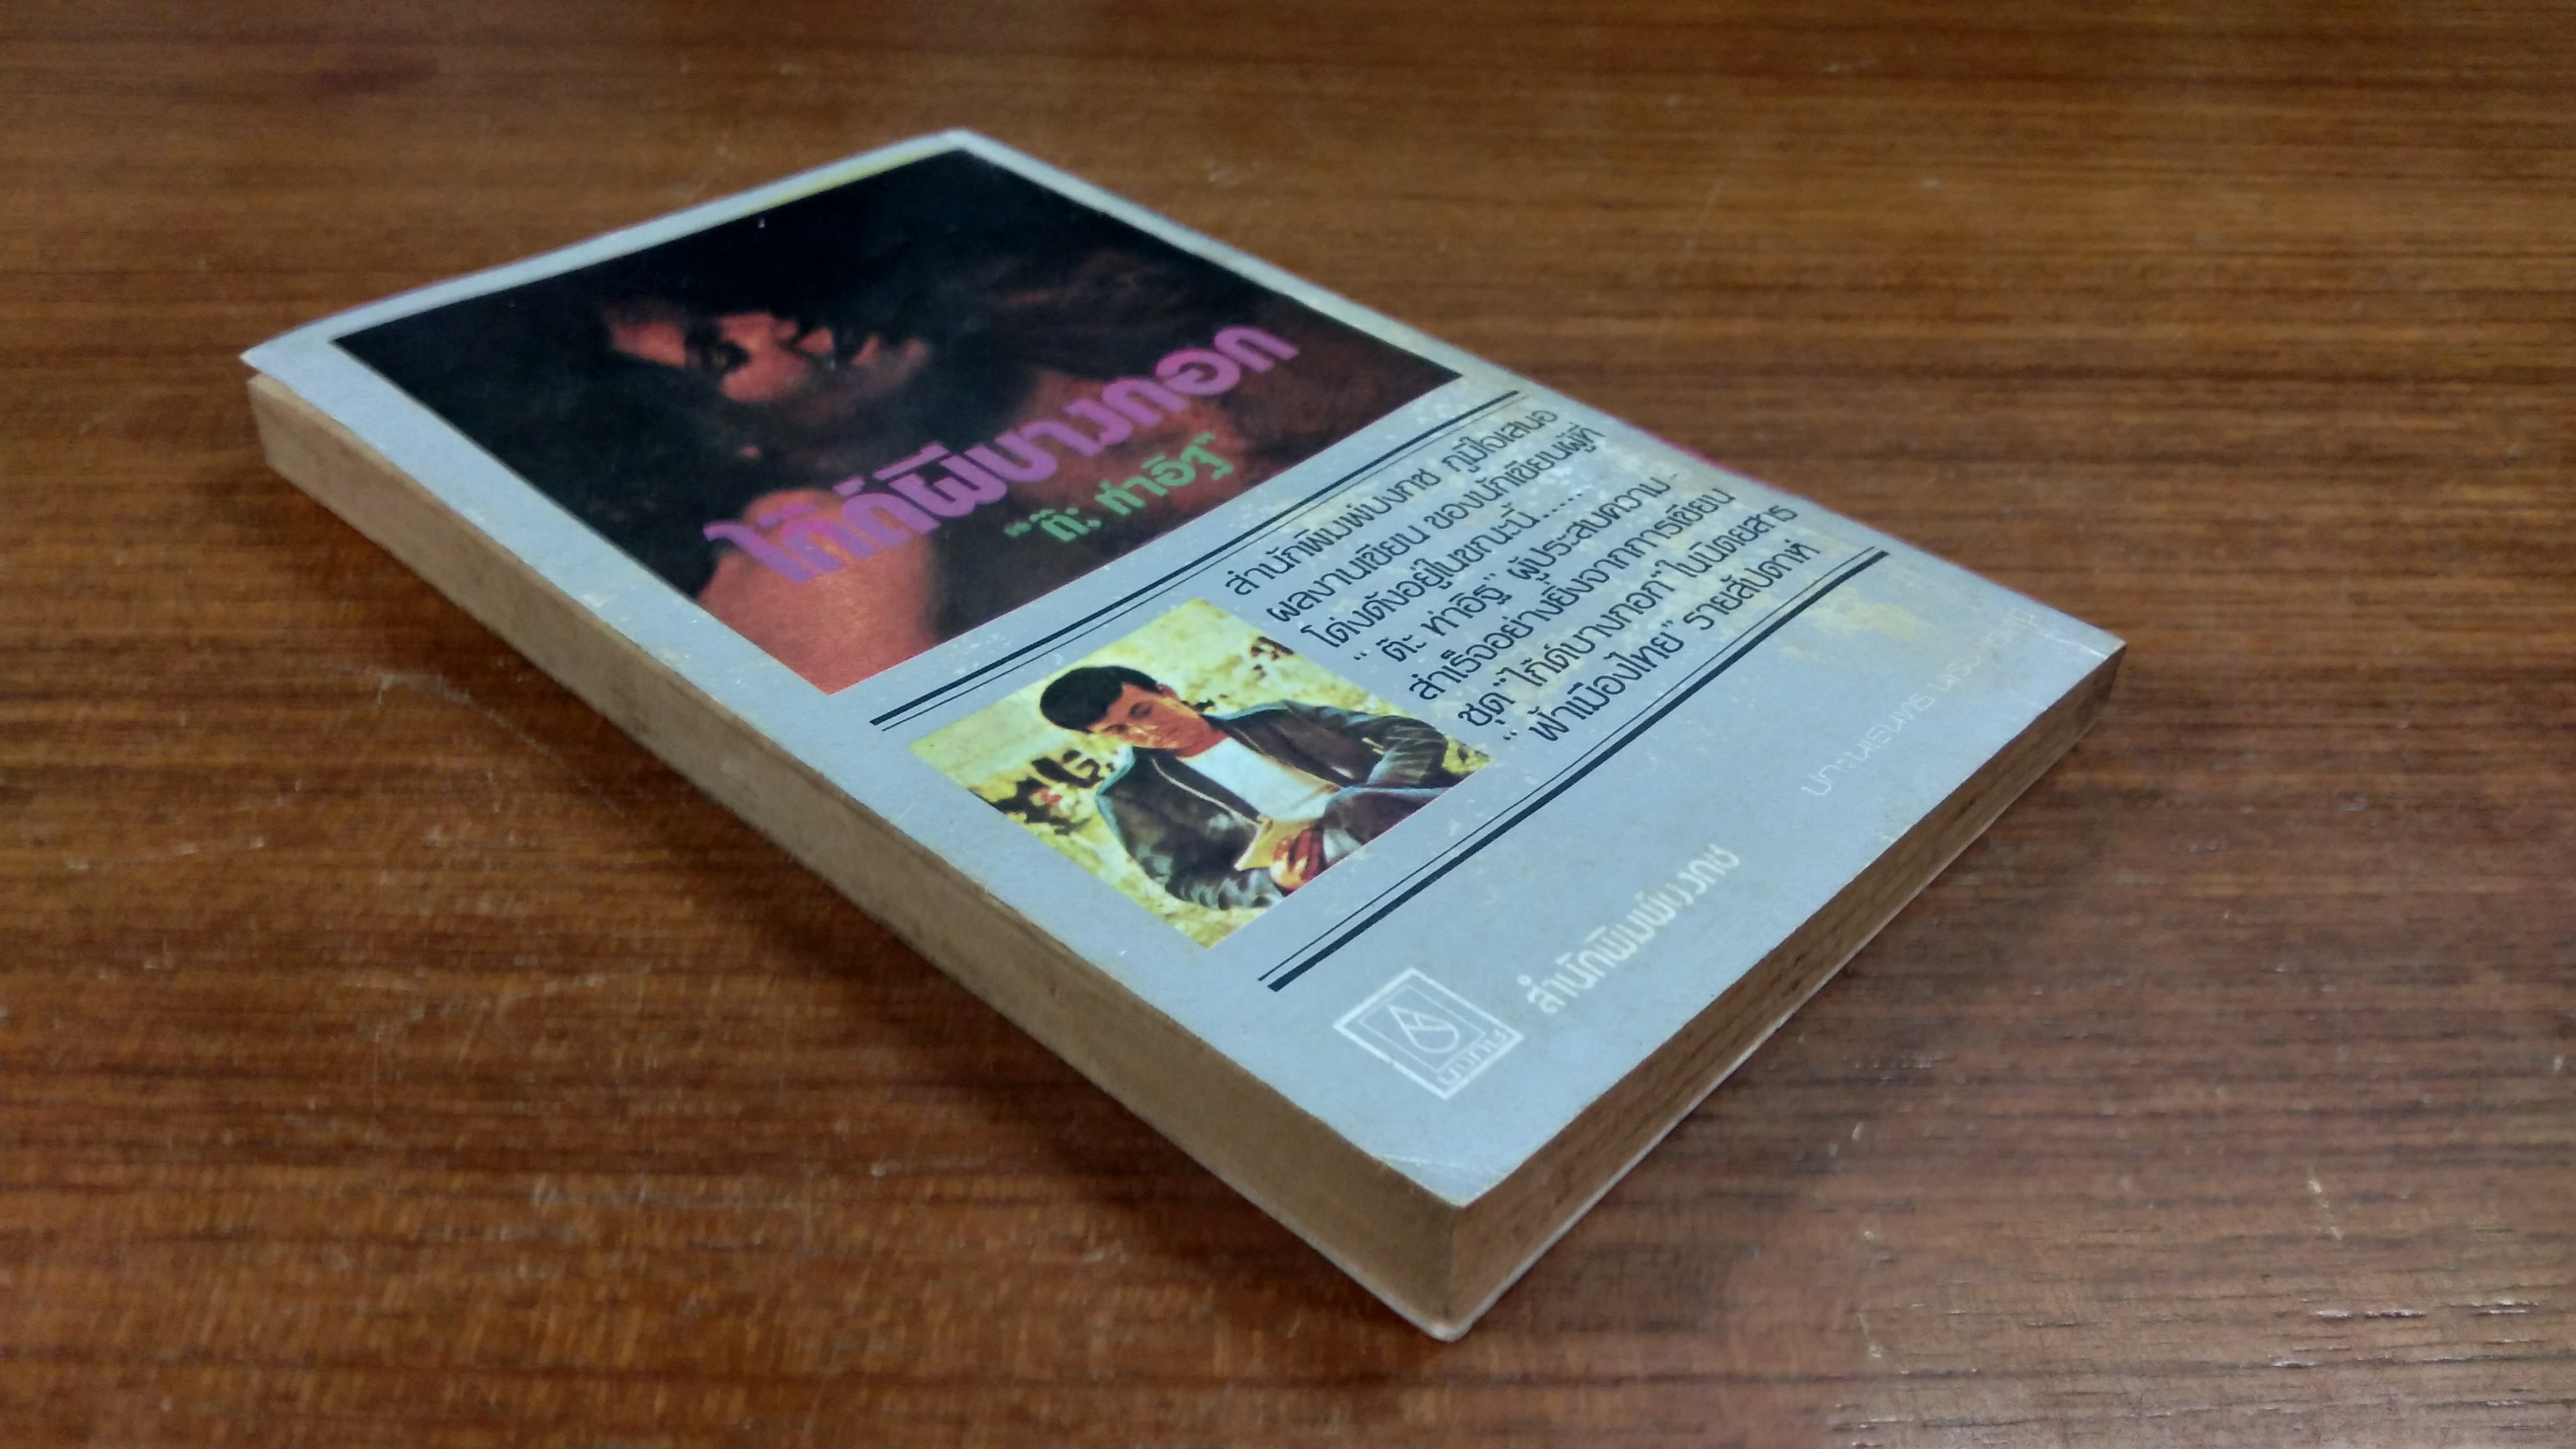 ไก๊ด์ผีบางกอก
"ต๊ะ ท่าอิฐ"
สำนักพิมพ์บงกช ภูมิใจเสนอ
ผลงานเขียน ของนักเขียนผู้ที่
โด่งดังอยู่ในขณะนี้......
" ต๊ะ ท่าอิฐ" ผู้ประสบความ-
สำเร็จอย่างยิ่งจากการเขียน
ชุด"ไก๊ด์บางกอก"ในนิตยสาร
" ฟ้าเมืองไทย" รายสัปดาห์
บงกช
สำนักพิมพ์บงกช